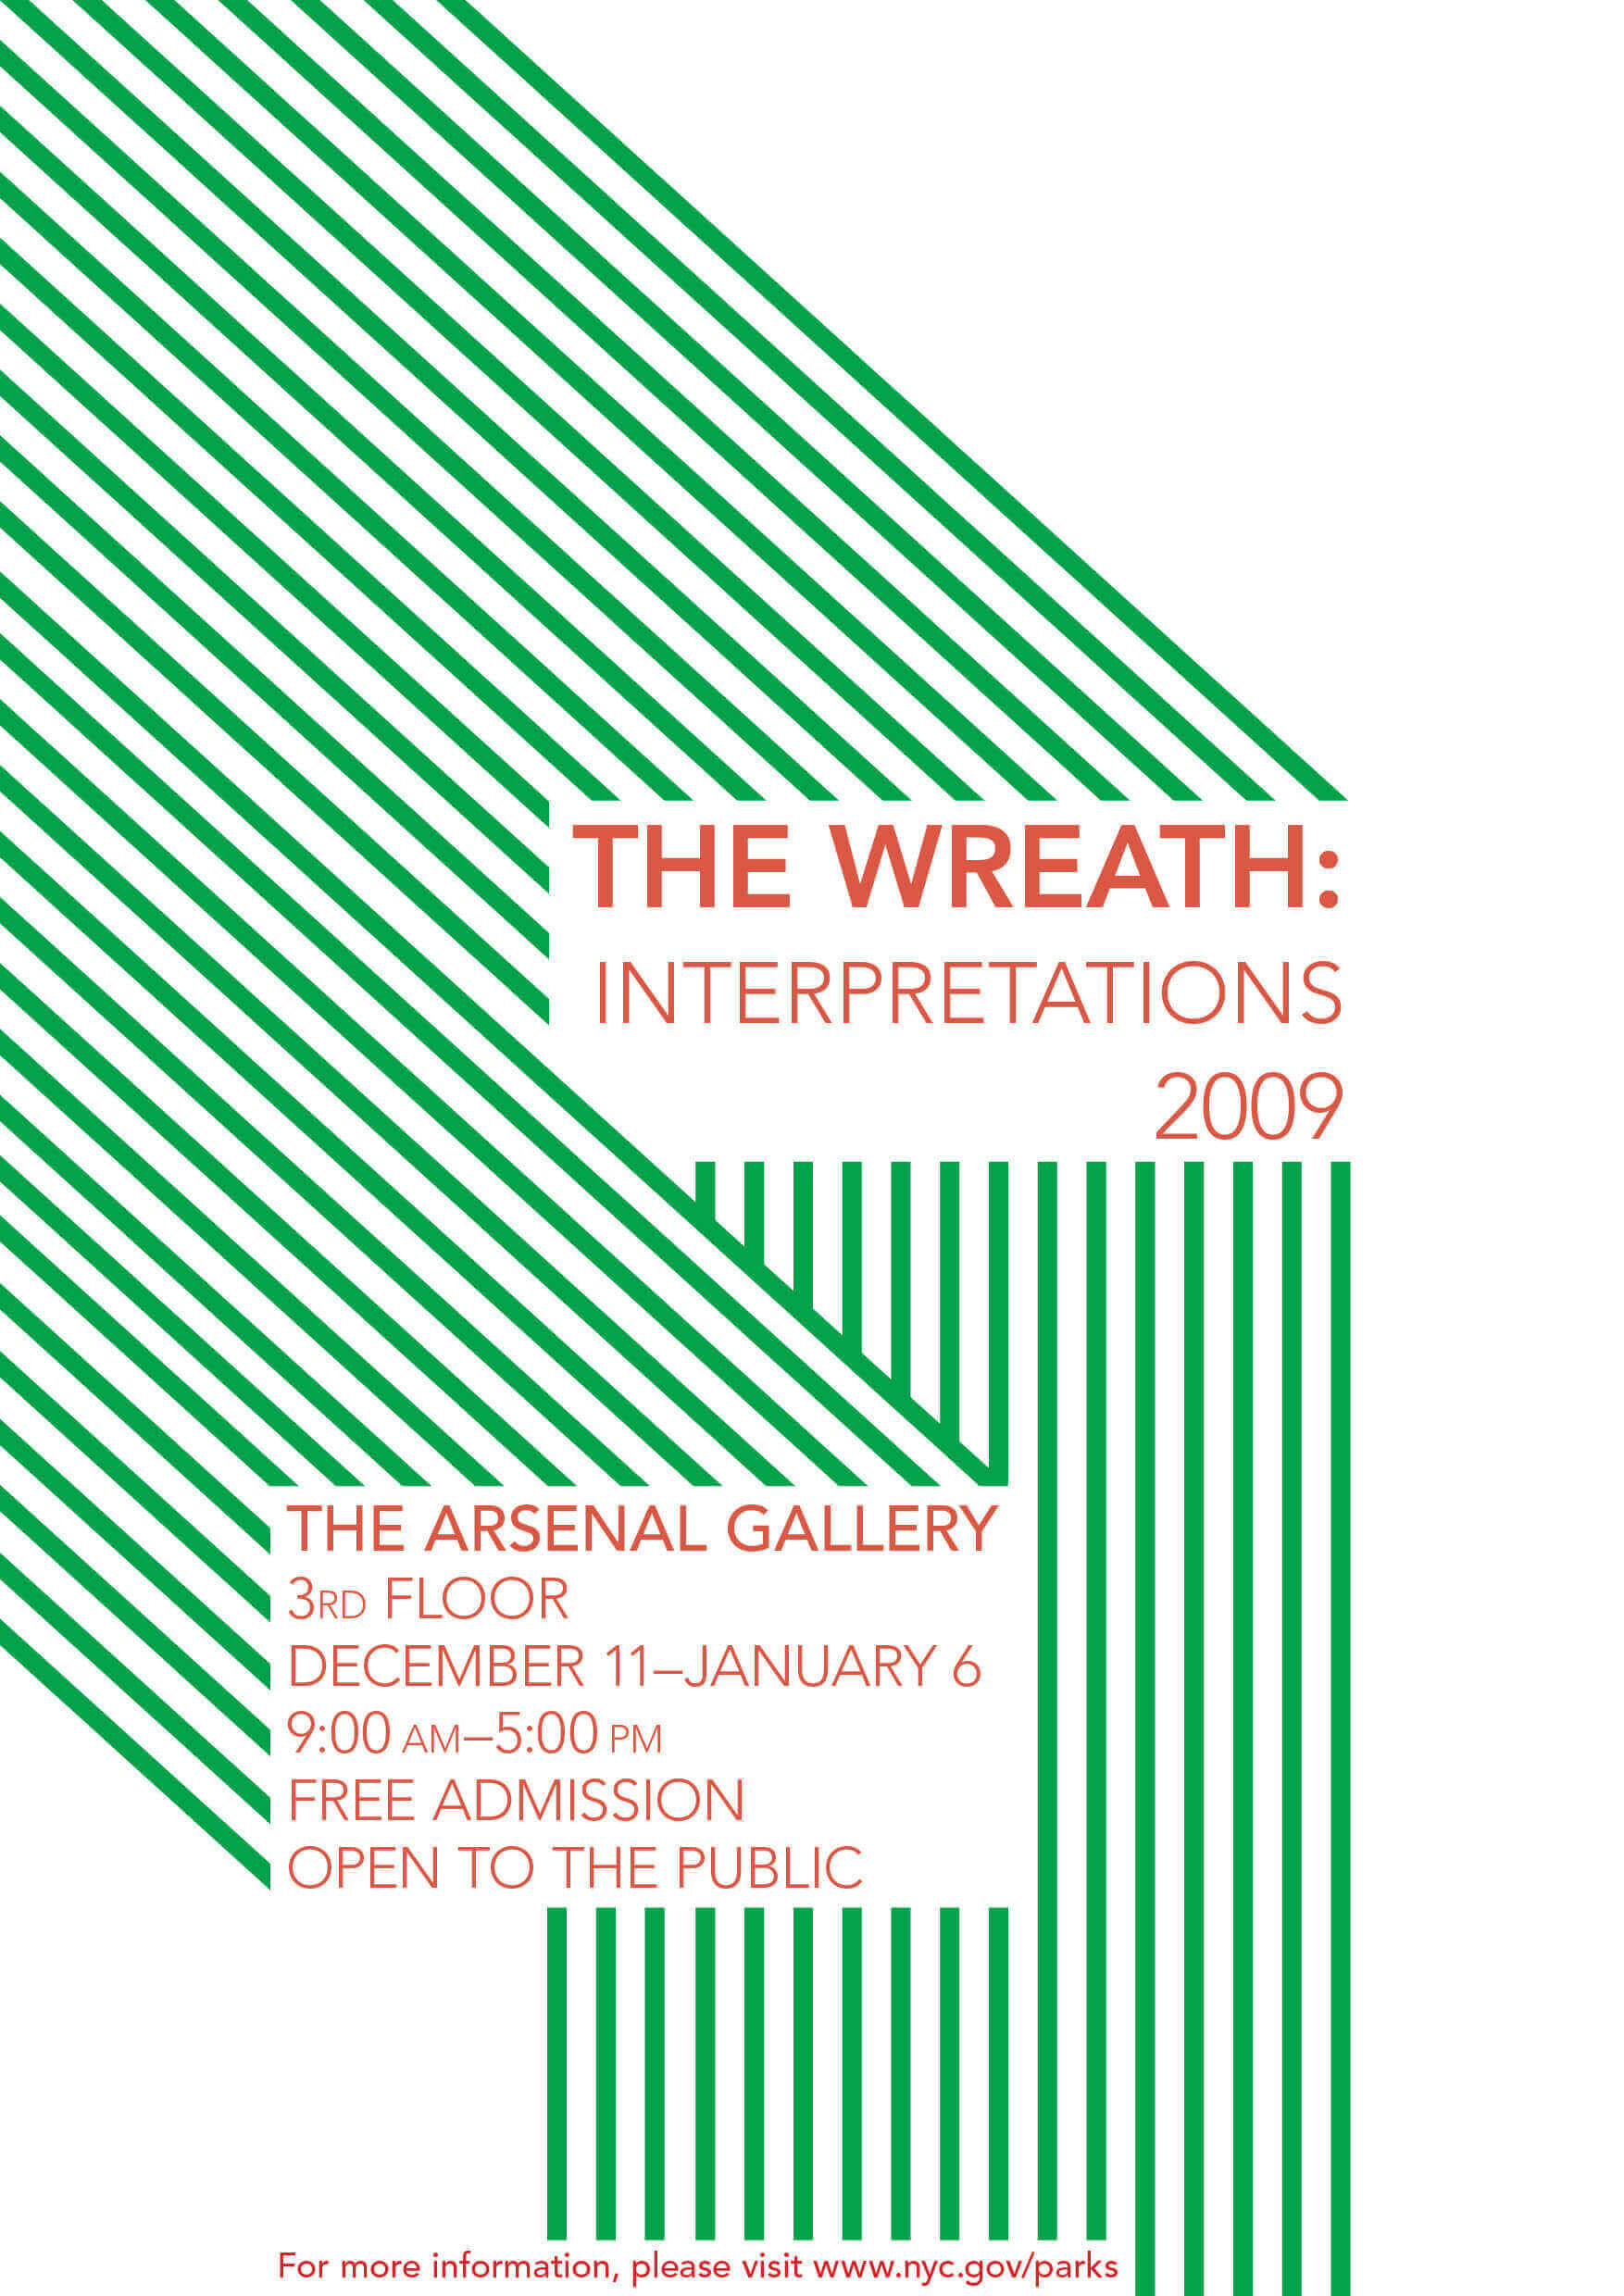 THE WREATH:
INTERPRETATIONS
2009
THE ARSENAL GALLERY
3RD FLOOR
DECEMBER 11–JANUARY 6
9:00 AM–5:00 PM
FREE ADMISSION
OPEN TO THE PUBLIC
For more information, please visit www.nyc.gov/parks